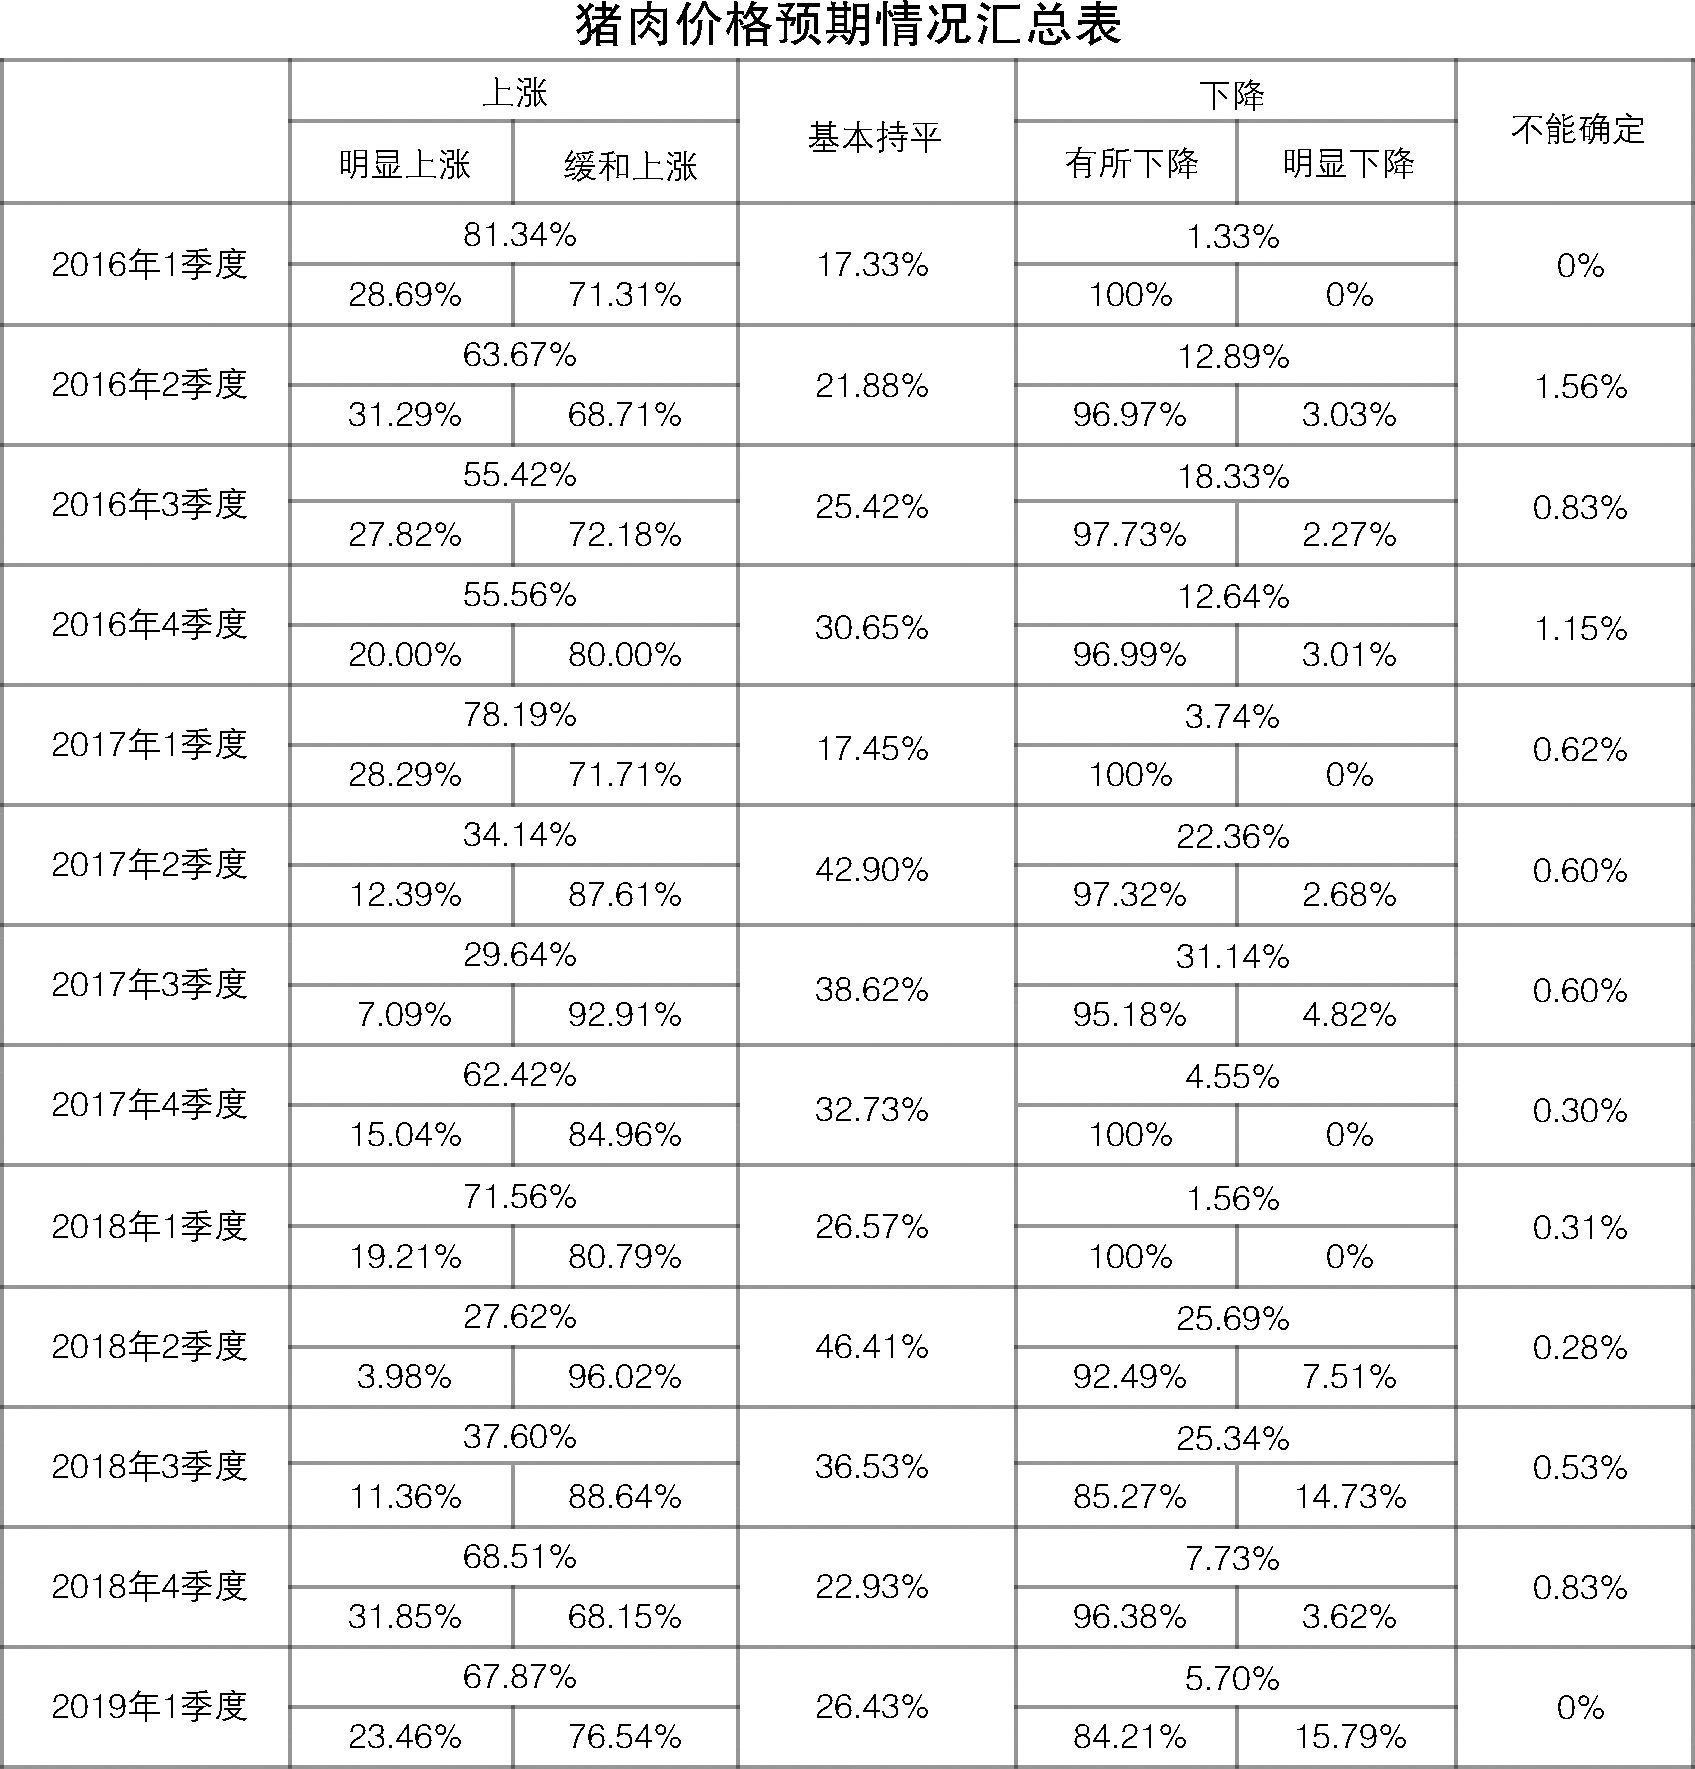 猪肉价格预期情况汇总表
上涨 基本持平 下降 不能确定
明显上涨 缓和上涨 有所下降 明显下降
2016年1季度 81.34% 17.33% 1.33% 0%
28.69% 71.31% 100% 0%
2016年2季度 63.67% 21.88% 12.89% 1.56%
31.29% 68.71% 96.97% 3.03%
2016年3季度 55.42% 25.42% 18.33% 0.83%
27.82% 72.18% 97.73% 2.27%
2016年4季度 55.56% 30.65% 12.64% 1.15%
20.00% 80.00% 96.99% 3.01%
2017年1季度 78.19% 17.45% 3.74% 0.62%
28.29% 71.71% 100% 0%
2017年2季度 34.14% 42.90% 22.36% 0.60%
12.39% 87.61% 97.32% 2.68%
2017年3季度 29.64% 38.62% 31.14% 0.60%
7.09% 92.91% 95.18% 4.82%
2017年4季度 62.42% 32.73% 4.55% 0.30%
15.04% 84.96% 100% 0%
2018年1季度 71.56% 26.57% 1.56% 0.31%
19.21% 80.79% 100% 0%
2018年2季度 27.62% 46.41% 25.69% 0.28%
3.98% 96.02% 92.49% 7.51%
2018年3季度 37.60% 36.53% 25.34% 0.53%
11.36% 88.64% 85.27% 14.73%
2018年4季度 68.51% 22.93% 7.73% 0.83%
31.85% 68.15% 96.38% 3.62%
2019年1季度 67.87% 26.43% 5.70% 0%
23.46% 76.54% 84.21% 15.79%